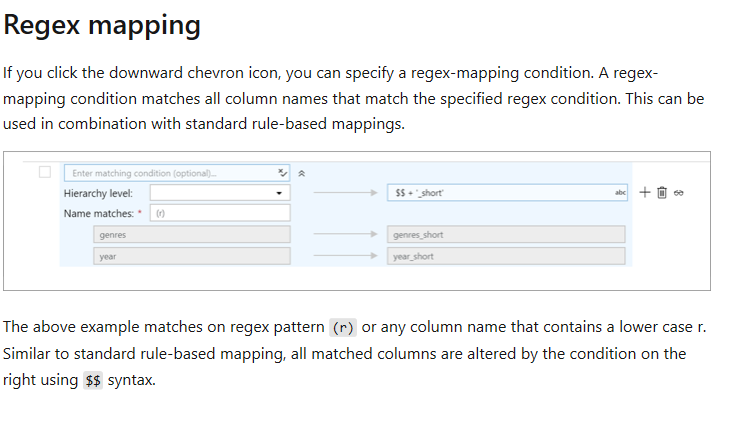 Regex mapping
If you click the downward chevron icon, you can specify a regex-mapping condition. A regex-
mapping condition matches all column names that match the specified regex condition. This can be
used in combination with standard rule-based mappings.
Enter matching condition (optional)...
Hierarchy level:
$$ + '_short' abc
Name matches: * (r)
genres genres_short
year year_short
The above example matches on regex pattern (r) or any column name that contains a lower case r.
Similar to standard rule-based mapping, all matched columns are altered by the condition on the
right using $$ syntax.